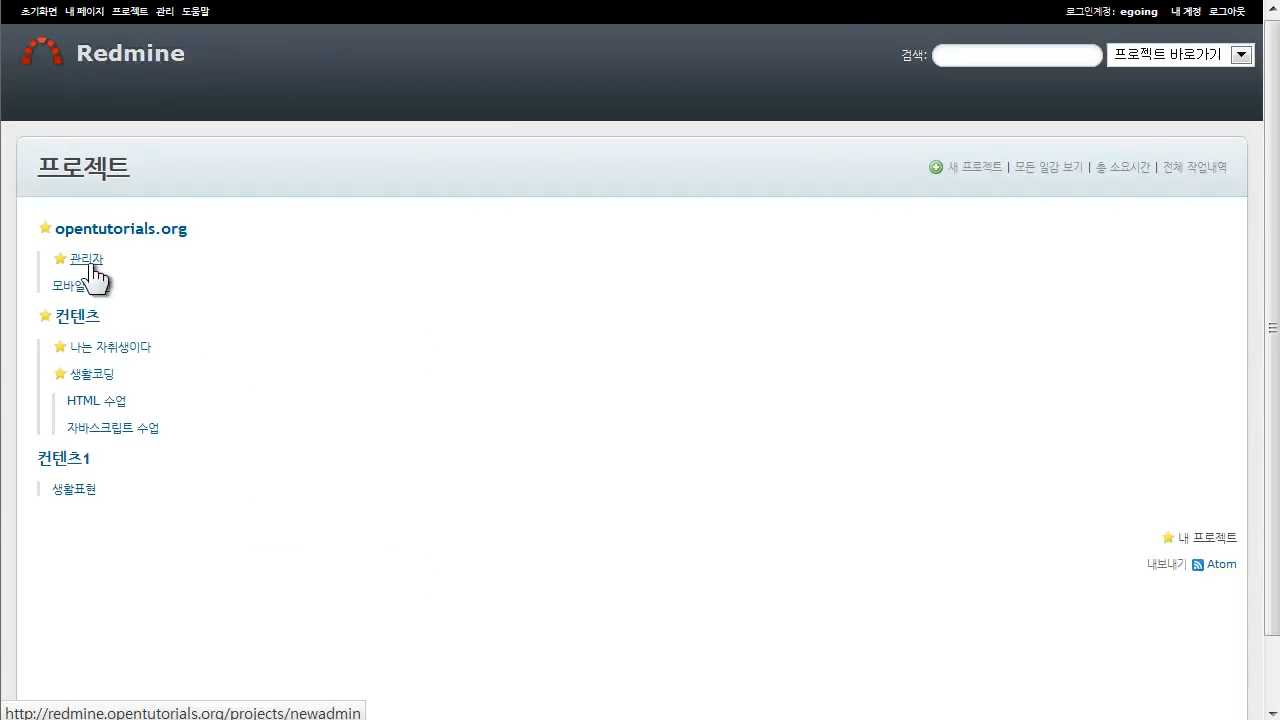 초기화면 내 페이지 프로젝트 관리 도움말 로그인계정: egoing 내 계정 로그아웃
Redmine 검색: 프로젝트 바로가기
프로젝트 새 프로젝트 | 모든 일감 보기 | 총 소요시간 | 전체 작업내역
opentutorials.org
관리자
모바일
컨텐츠
나는 자취생이다
생활코딩
HTML 수업
자바스크립트 수업
컨텐츠1
생활표현
내 프로젝트
내보내기 Atom
http://redmine.opentutorials.org/projects/newadmin